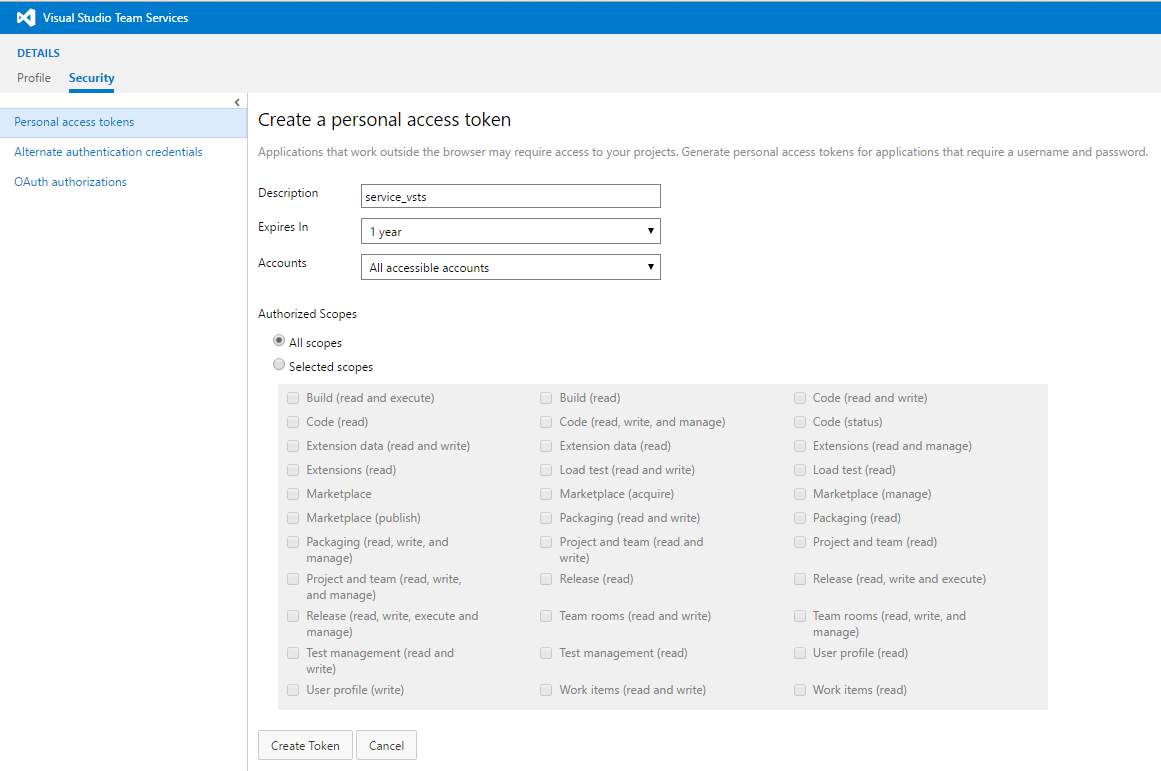 Visual Studio Team Services
DETAILS
Profile Security
Personal access tokens
Alternate authentication credentials
OAuth authorizations
Create a personal access token
Applications that work outside the browser may require access to your projects. Generate personal access tokens for applications that require a username and password.
Description service_vsts
Expires In 1 year
Accounts All accessible accounts
Authorized Scopes
All scopes
Selected scopes
Build (read and execute) Build (read) Code (read and write)
Code (read) Code (read, write, and manage) Code (status)
Extension data (read and write) Extension data (read) Extensions (read and manage)
Extensions (read) Load test (read and write) Load test (read)
Marketplace Marketplace (acquire) Marketplace (manage)
Marketplace (publish) Packaging (read and write) Packaging (read)
Packaging (read, write, and Project and team (read and Project and team (read)
manage) write)
Project and team (read, write, Release (read) Release (read, write and execute)
and manage)
Release (read, write, execute and Team rooms (read and write) Team rooms (read, write, and
manage) manage)
Test management (read and Test management (read) User profile (read)
write)
User profile (write) Work items (read and write) Work items (read)
Create Token Cancel